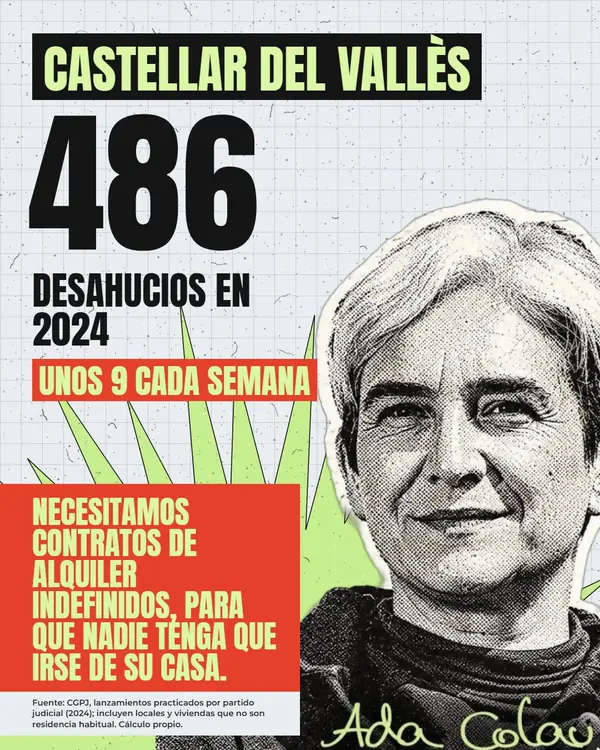 CASTELLAR DEL VALLÈS
486
DESAHUCIOS EN
2024
UNOS 9 CADA SEMANA
NECESITAMOS
CONTRATOS DE
ALQUILER
INDEFINIDOS, PARA
QUE NADIE TENGA QUE
IRSE DE SU CASA.
Fuente: CGPJ, lanzamientos practicados por partido
judicial (2024); incluyen locales y viviendas que no son
residencia habitual. Cálculo propio.
Ada Colau